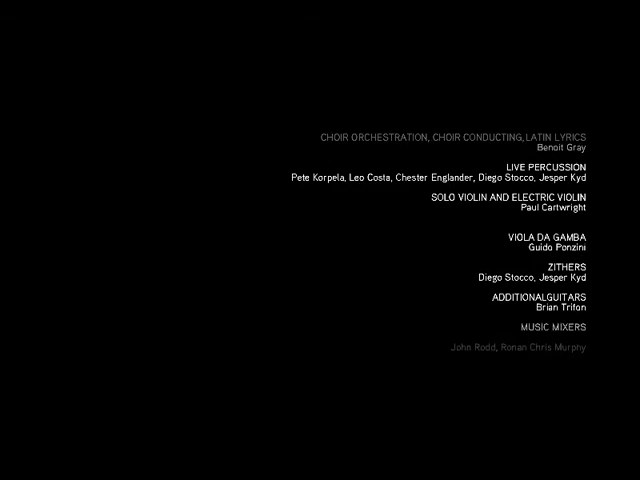 CHOIR ORCHESTRATION, CHOIR CONDUCTING,LATIN LYRICS
Benoit Gray
LIVE PERCUSSION
Pete Korpela, Leo Costa, Chester Englander, Diego Stocco, Jesper Kyd
SOLO VIOLIN AND ELECTRIC VIOLIN
Paul Cartwright
VIOLA DA GAMBA
Guido Ponzini
ZITHERS
Diego Stocco, Jesper Kyd
ADDITIONALGUITARS
Brian Trifon
MUSIC MIXERS
John Rodd, Ronan Chris Murphy